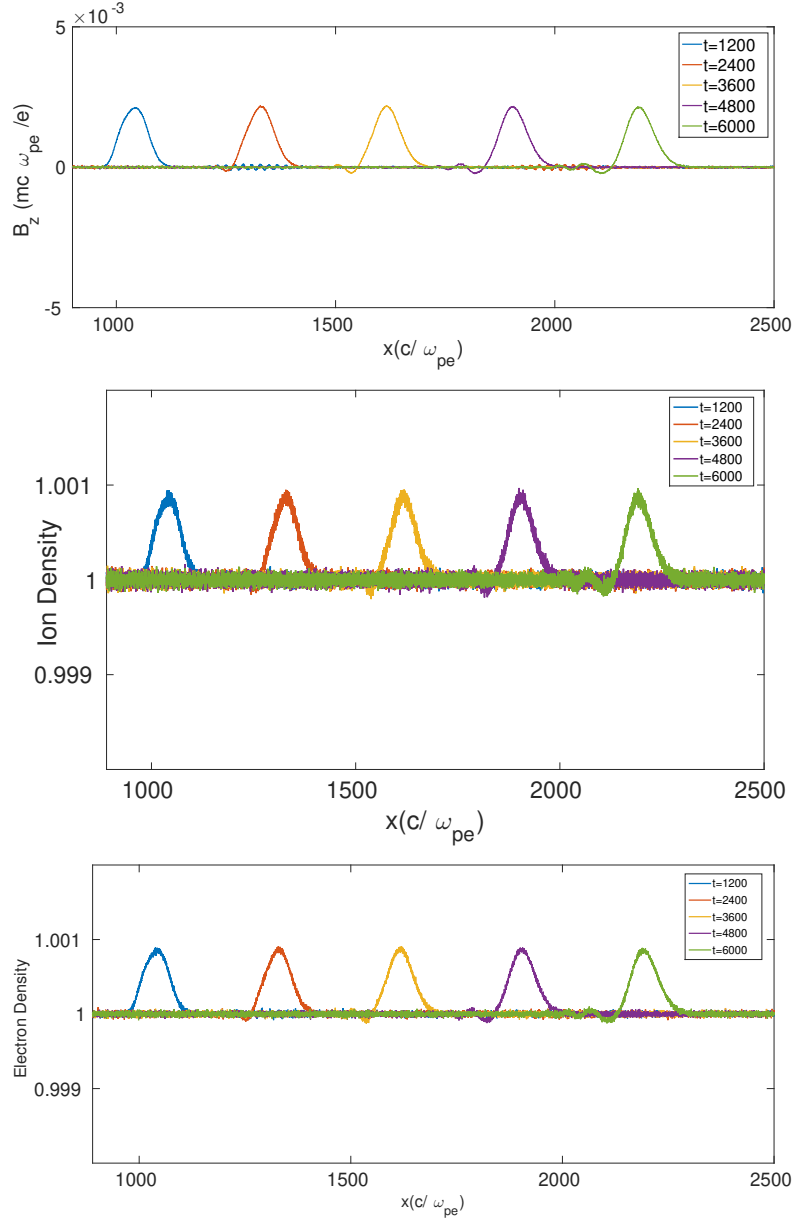 ×10⁻³
5
0
-5
B_z (mc ω_pe /e)
1000 1500 2000 2500
x(c/ ω_pe)
t=1200
t=2400
t=3600
t=4800
t=6000
1.001
1
0.999
Ion Density
1000 1500 2000 2500
x(c/ ω_pe)
t=1200
t=2400
t=3600
t=4800
t=6000
1.001
1
0.999
Electron Density
1000 1500 2000 2500
x(c/ ω_pe)
t=1200
t=2400
t=3600
t=4800
t=6000